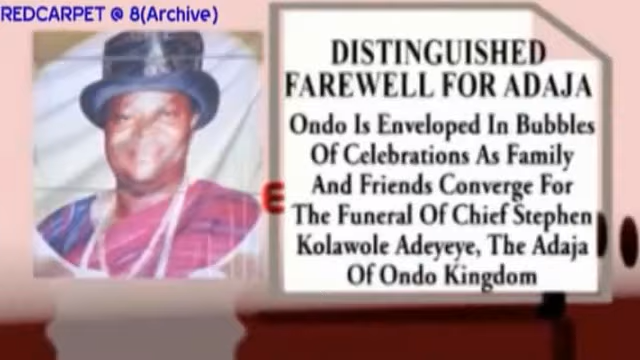 REDCARPET @ 8(Archive)
DISTINGUISHED
FAREWELL FOR ADAJA
Ondo Is Enveloped In Bubbles
Of Celebrations As Family
And Friends Converge For
The Funeral Of Chief Stephen
Kolawole Adeyeye, The Adaja
Of Ondo Kingdom